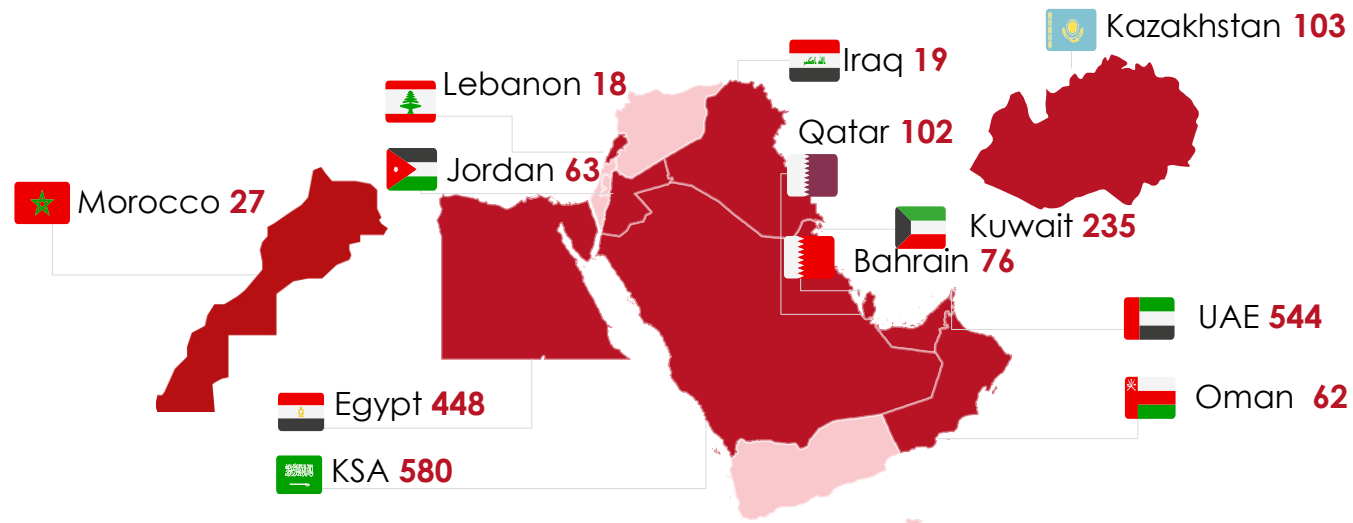 Kazakhstan 103
Iraq 19
Lebanon 18
Qatar 102
Jordan 63
Morocco 27
Kuwait 235
Bahrain 76
UAE 544
Oman 62
Egypt 448
KSA 580